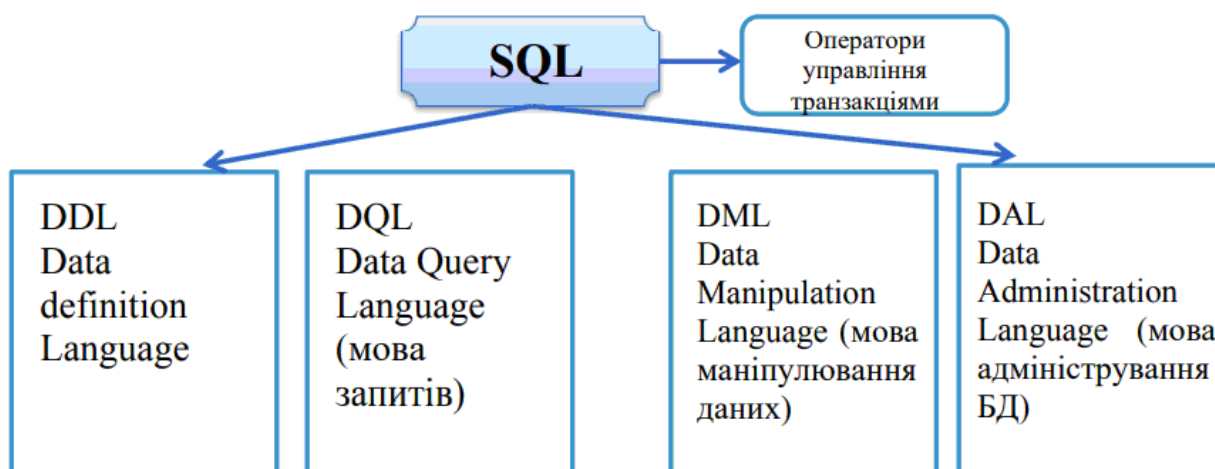 SQL
Оператори
управління
транзакціями
DDL
Data
definition
Language
DQL
Data Query
Language
(мова
запитів)
DML
Data
Manipulation
Language (мова
маніпулювання
даних)
DAL
Data
Administration
Language (мова
адміністрування
БД)